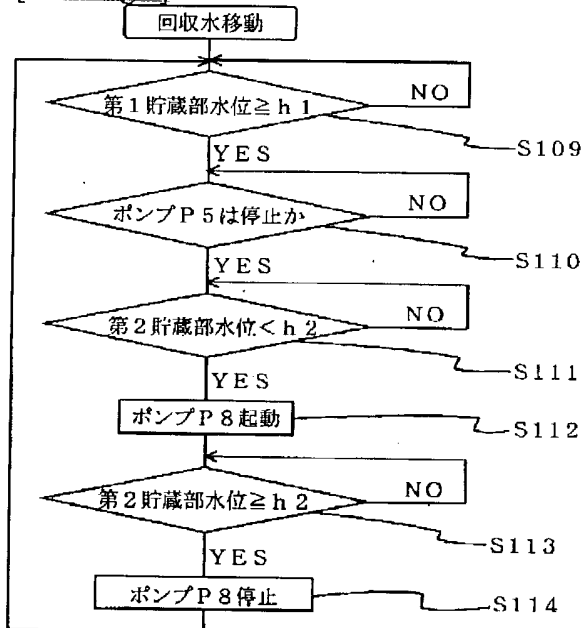 回収水移動
第1貯蔵部水位≧h1
NO
S109
YES
ポンプP5は停止か
NO
S110
YES
第2貯蔵部水位<h2
NO
S111
YES
ポンプP8起動
S112
第2貯蔵部水位≧h2
NO
S113
YES
ポンプP8停止
S114